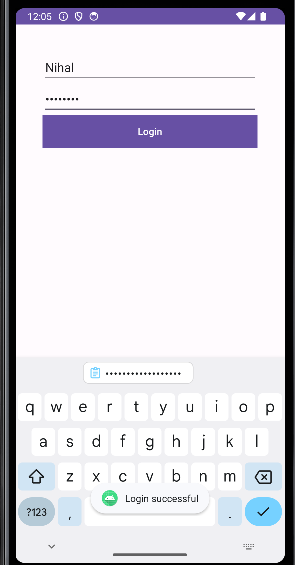 12:05
Nihal
••••••••
Login
••••••••••••••••••
q w e r t y u i o p
a s d f g h j k l
z x c v b n m
?123 , .
Login successful